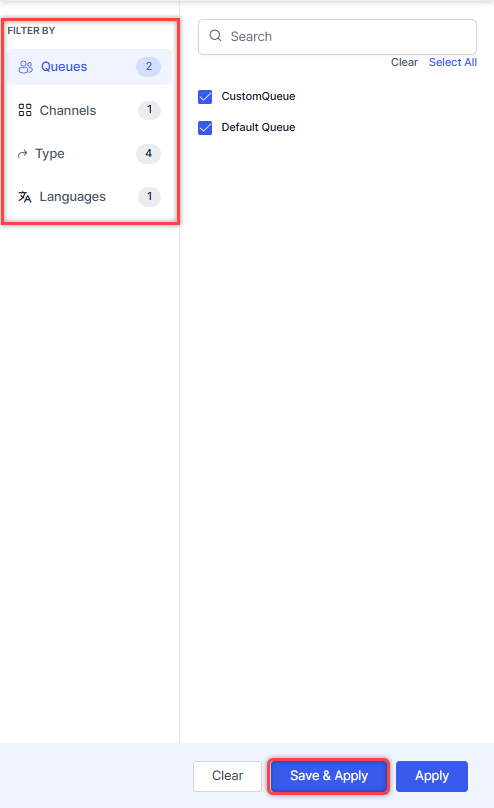 FILTER BY
Queues 2
Channels 1
Type 4
Languages 1
Search
Clear Select All
CustomQueue
Default Queue
Clear Save & Apply Apply